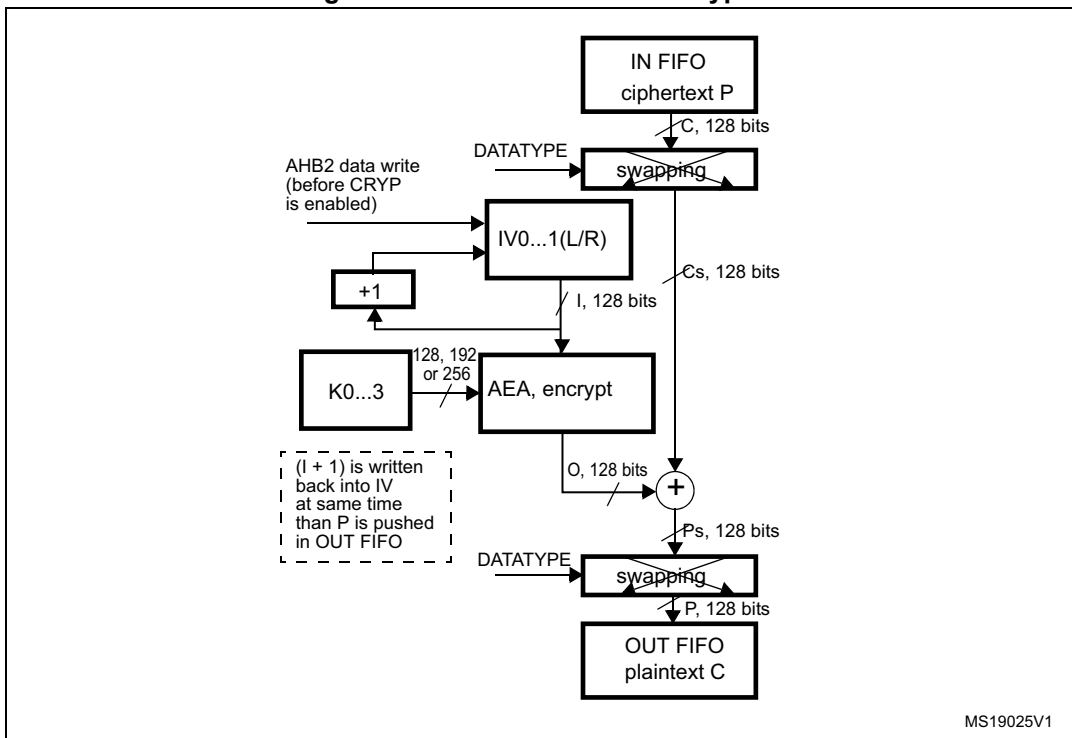 IN FIFO
ciphertext P
C, 128 bits
DATATYPE
swapping
AHB2 data write
(before CRYP
is enabled)
IV0...1(L/R)
Cs, 128 bits
+1
I, 128 bits
128, 192
or 256
K0...3
AEA, encrypt
(I + 1) is written
back into IV
at same time
than P is pushed
in OUT FIFO
O, 128 bits
+
Ps, 128 bits
DATATYPE
swapping
P, 128 bits
OUT FIFO
plaintext C
MS19025V1